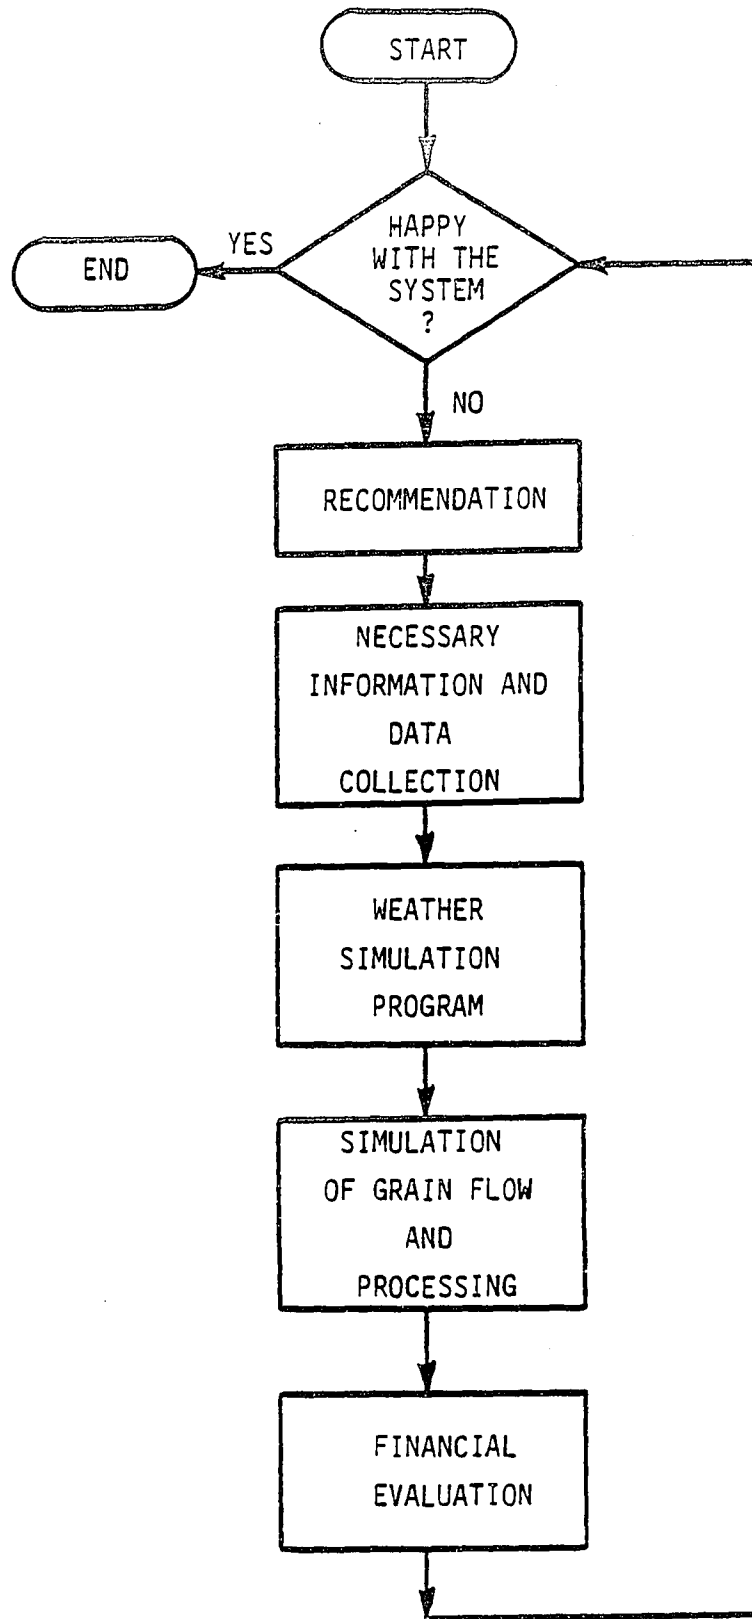 START
HAPPY
WITH THE
SYSTEM
?
YES
END
NO
RECOMMENDATION
NECESSARY
INFORMATION AND
DATA
COLLECTION
WEATHER
SIMULATION
PROGRAM
SIMULATION
OF GRAIN FLOW
AND
PROCESSING
FINANCIAL
EVALUATION